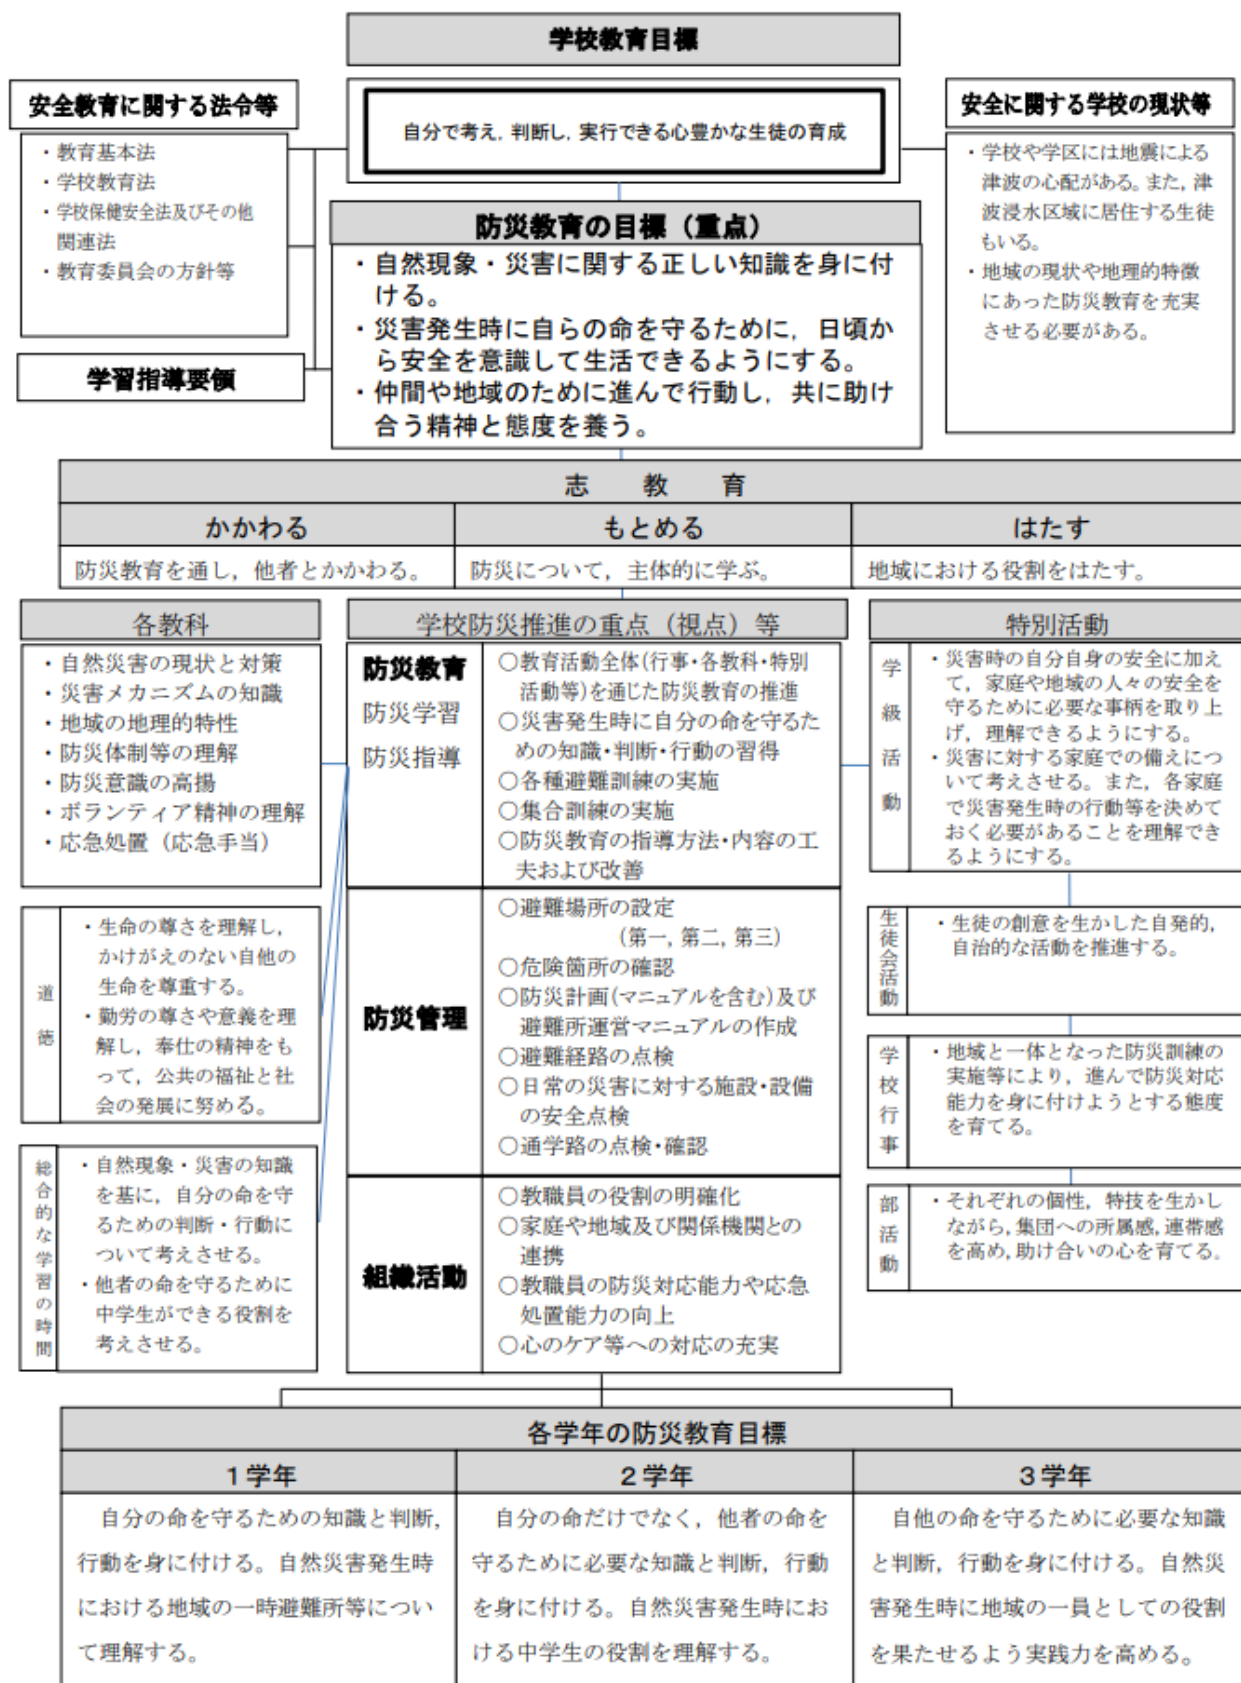 学校教育目標
自分で考え，判断し，実行できる心豊かな生徒の育成
安全教育に関する法令等
・教育基本法
・学校教育法
・学校保健安全法及びその他
関連法
・教育委員会の方針等
学習指導要領
安全に関する学校の現状等
・学校や学区には地震による
津波の心配がある。また，津
波浸水区域に居住する生徒
もいる。
・地域の現状や地理的特徴
にあった防災教育を充実
させる必要がある。
防災教育の目標（重点）
・自然現象・災害に関する正しい知識を身に付
ける。
・災害発生時に自らの命を守るために，日頃か
ら安全を意識して生活できるようにする。
・仲間や地域のために進んで行動し，共に助け
合う精神と態度を養う。
志　教　育
かかわる
もとめる
はたす
防災教育を通し，他者とかかわる。
防災について，主体的に学ぶ。
地域における役割をはたす。
各教科
・自然災害の現状と対策
・災害メカニズムの知識
・地域の地理的特性
・防災体制等の理解
・防災意識の高揚
・ボランティア精神の理解
・応急処置（応急手当）
道徳
・生命の尊さを理解し，
かけがえのない自他の
生命を尊重する。
・勤労の尊さや意義を理
解し，奉仕の精神をも
って，公共の福祉と社
会の発展に努める。
総合的な学習の時間
・自然現象・災害の知識
を基に，自分の命を守
るための判断・行動に
ついて考えさせる。
・他者の命を守るために
中学生ができる役割を
考えさせる。
学校防災推進の重点（視点）等
防災教育
防災学習
防災指導
○教育活動全体(行事・各教科・特別
活動等)を通じた防災教育の推進
○災害発生時に自分の命を守るた
めの知識・判断・行動の習得
○各種避難訓練の実施
○集合訓練の実施
○防災教育の指導方法・内容の工
夫および改善
防災管理
○避難場所の設定
(第一, 第二, 第三)
○危険箇所の確認
○防災計画(マニュアルを含む)及び
避難所運営マニュアルの作成
○避難経路の点検
○日常の災害に対する施設・設備
の安全点検
○通学路の点検・確認
組織活動
○教職員の役割の明確化
○家庭や地域及び関係機関との
連携
○教職員の防災対応能力や応急
処置能力の向上
○心のケア等への対応の充実
特別活動
学級活動
・災害時の自分自身の安全に加え
て，家庭や地域の人々の安全を
守るために必要な事柄を取り上
げ，理解できるようにする。
・災害に対する家庭での備えにつ
いて考えさせる。また，各家庭
で災害発生時の行動等を決めて
おく必要があることを理解でき
るようにする。
生徒会活動
・生徒の創意を生かした自発的，
自治的な活動を推進する。
学校行事
・地域と一体となった防災訓練の
実施等により，進んで防災対応
能力を身に付けようとする態度
を育てる。
部活動
・それぞれの個性，特技を生かし
ながら，集団への所属感，連帯感
を高め，助け合いの心を育てる。
各学年の防災教育目標
１学年
２学年
３学年
自分の命を守るための知識と判断，
行動を身に付ける。自然災害発生時
における地域の一時避難所等につい
て理解する。
自分の命だけでなく，他者の命を
守るために必要な知識と判断，行動
を身に付ける。自然災害発生時にお
ける中学生の役割を理解する。
自他の命を守るために必要な知識
と判断，行動を身に付ける。自然災
害発生時に地域の一員としての役割
を果たせるよう実践力を高める。